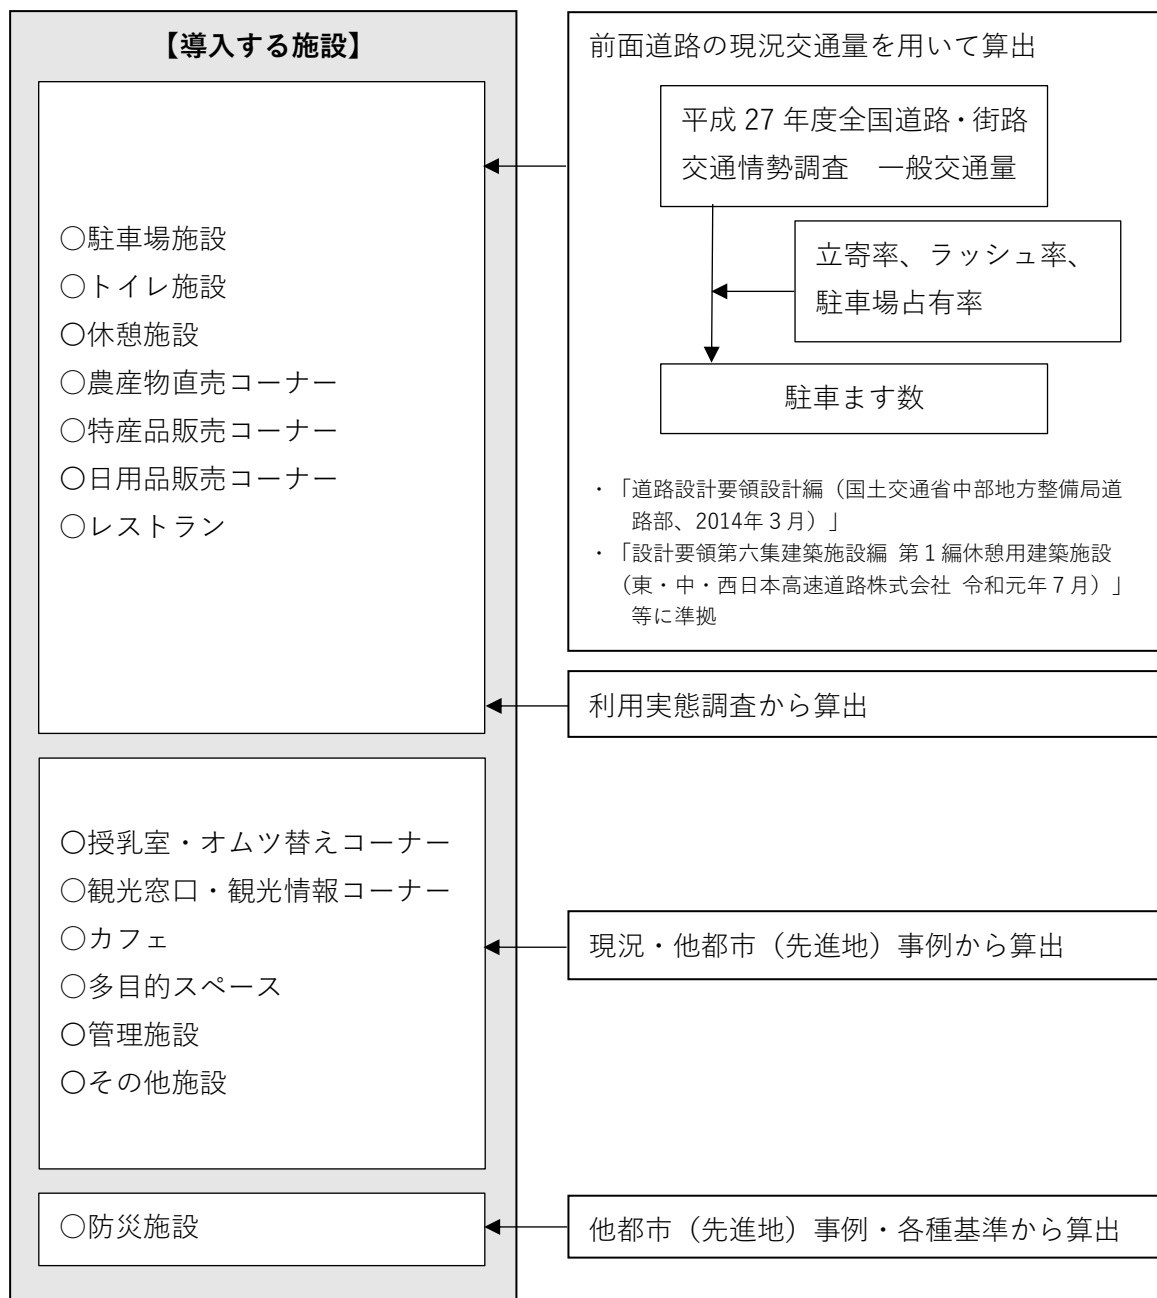 【導入する施設】
○駐車場施設
○トイレ施設
○休憩施設
○農産物直売コーナー
○特産品販売コーナー
○日用品販売コーナー
○レストラン
前面道路の現況交通量を用いて算出
平成 27 年度全国道路・街路
交通情勢調査　一般交通量
立寄率、ラッシュ率、
駐車場占有率
駐車ます数
・「道路設計要領設計編（国土交通省中部地方整備局道
路部、2014年３月）」
・「設計要領第六集建築施設編 第１編休憩用建築施設
（東・中・西日本高速道路株式会社 令和元年７月）」
等に準拠
利用実態調査から算出
○授乳室・オムツ替えコーナー
○観光窓口・観光情報コーナー
○カフェ
○多目的スペース
○管理施設
○その他施設
現況・他都市（先進地）事例から算出
○防災施設
他都市（先進地）事例・各種基準から算出